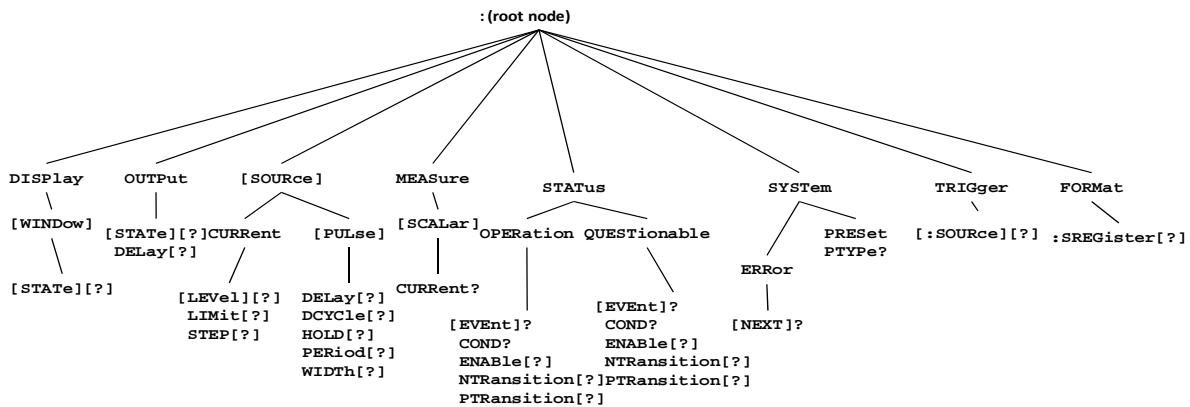 :(root node)
DISPlay OUTPut [SOURce] MEASure STATus SYSTem TRIGger FORMat
[WINDow] [STATe][?] CURRent [PULse] [SCALar] OPERation QUEStionable PRESet [:SOURce][?] :SREGister[?]
DELay[?] PTYPe?
[STATe][?] ERRor
[LEVel][?] DELay[?] CURRent? [EVEnt]? [EVEnt]? [NEXT]?
LIMit[?] DCYCle[?] COND? COND?
STEP[?] HOLD[?] ENABle[?] ENABle[?]
PERiod[?] NTRansition[?] NTRansition[?]
WIDTh[?] PTRansition[?] PTRansition[?]